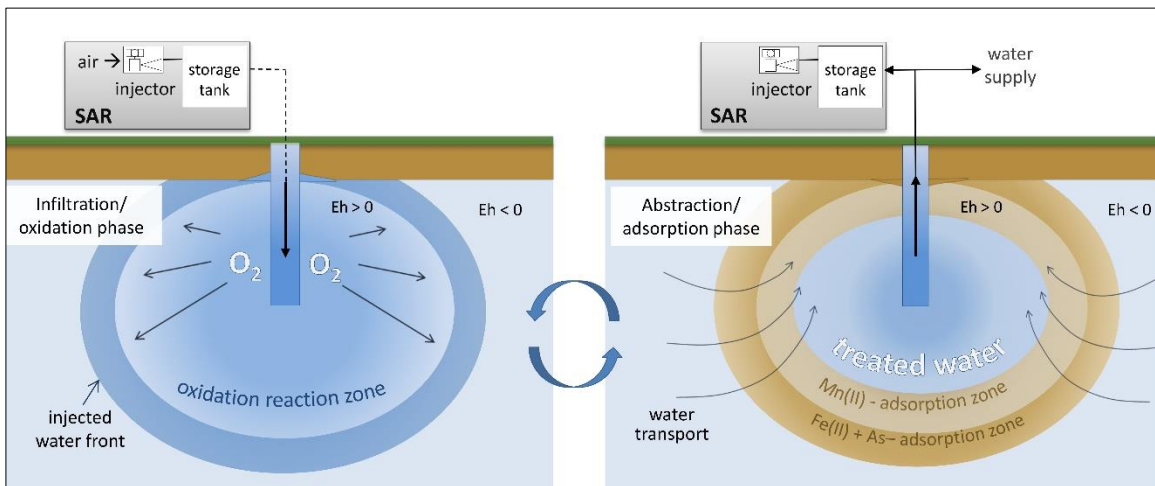 air →
injector
storage
tank
SAR
Infiltration/
oxidation phase
Eh > 0
Eh < 0
O₂
O₂
oxidation reaction zone
injected
water front
injector
storage
tank
SAR
water
supply
Abstraction/
adsorption phase
Eh > 0
Eh < 0
treated water
Mn(II) - adsorption zone
Fe(II) + As– adsorption zone
water
transport